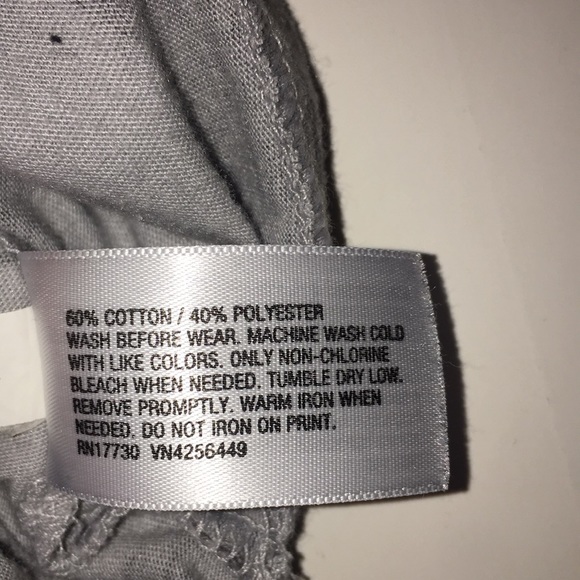 60% COTTON / 40% POLYESTER
WASH BEFORE WEAR. MACHINE WASH COLD
WITH LIKE COLORS. ONLY NON-CHLORINE
BLEACH WHEN NEEDED. TUMBLE DRY LOW.
REMOVE PROMPTLY. WARM IRON WHEN
NEEDED. DO NOT IRON ON PRINT.
RN17730 VN4256449